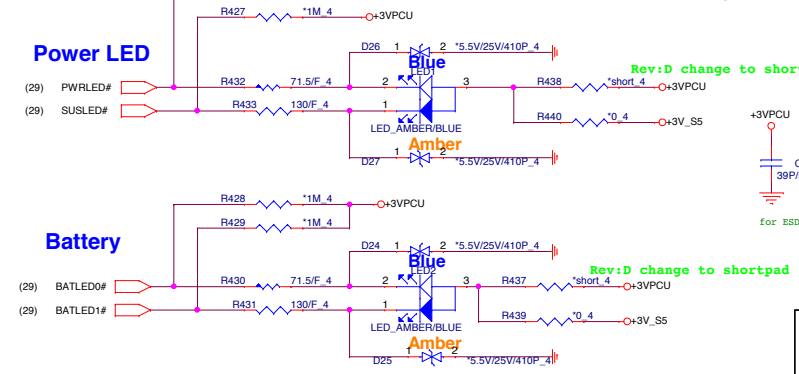 R427 *1M_4 +3VPCU
Power LED
D26 1 2 *5.5V/25V/410P_4
Blue
LED1
Rev:D change to shor
(29) PWRLED# R432 71.5/F_4 2 3 R438 *short_4 +3VPCU
(29) SUSLED# R433 130/F_4 1 R440 *0_4 +3V_S5
+3VPCU
LED_AMBER/BLUE
Amber
D27 1 2 *5.5V/25V/410P_4
39P/
for ESD
R428 *1M_4 +3VPCU
R429 *1M_4
Battery
D24 1 2 *5.5V/25V/410P_4
Blue
LED2
Rev:D change to shortpad
(29) BATLED0# R430 71.5/F_4 2 3 R437 *short_4 +3VPCU
(29) BATLED1# R431 130/F_4 1 R439 *0_4 +3V_S5
LED_AMBER/BLUE
Amber
D25 1 2 *5.5V/25V/410P_4